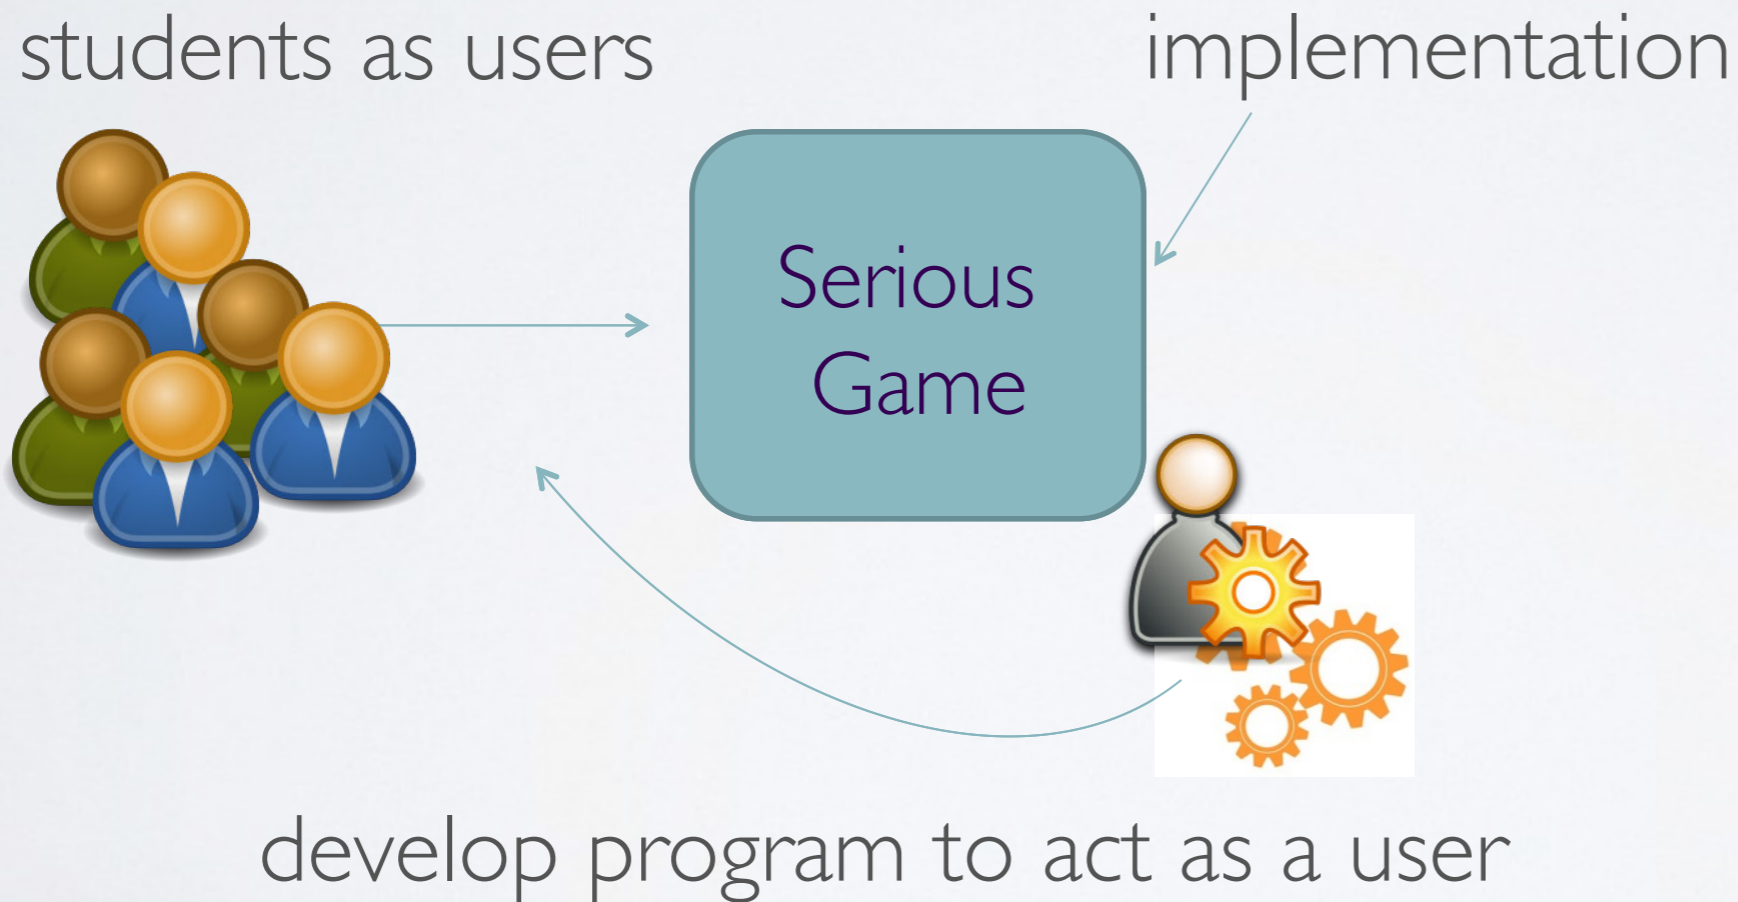 students as users
implementation
Serious
Game
develop program to act as a user